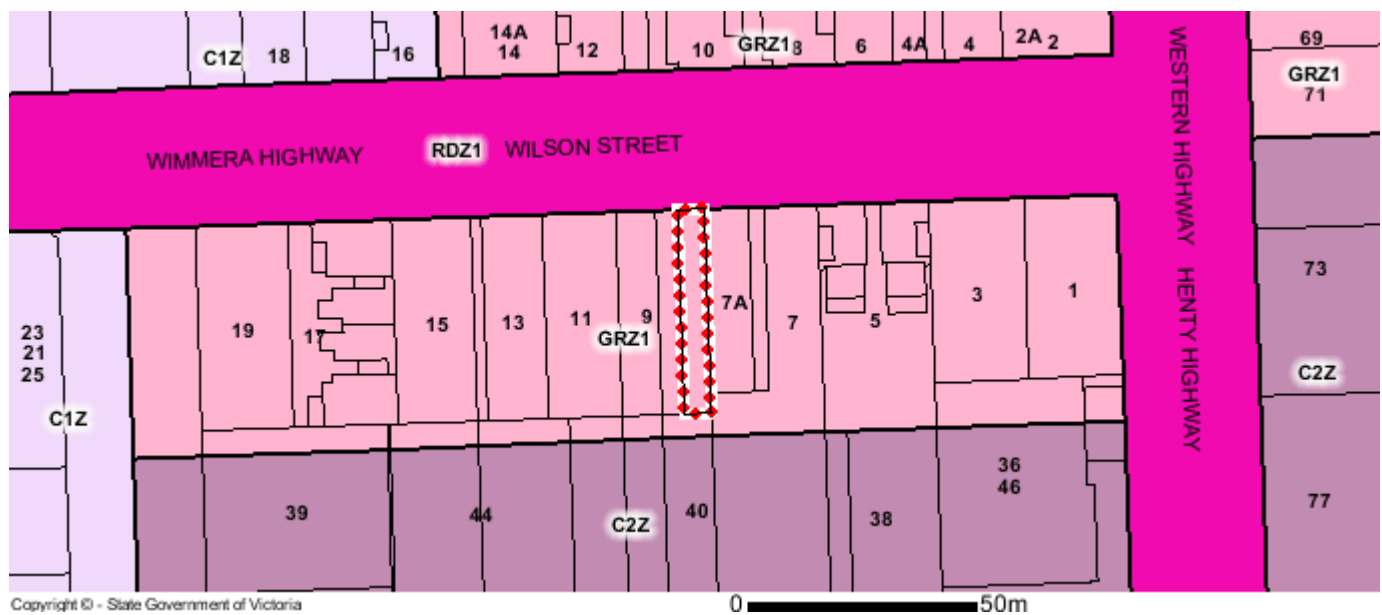 14A
14
12
10
GRZ1
8
6
4A
4
2A 2
69
C1Z
18
16
GRZ1
71
WIMMERA HIGHWAY
RDZ1
WILSON STREET
WESTERN HIGHWAY
HENTY HIGHWAY
73
23
21
25
19
17
15
13
11
9
7A
7
5
3
1
GRZ1
C1Z
C2Z
39
44
C2Z
40
38
36
46
77
Copyright © - State Government of Victoria
0
50m